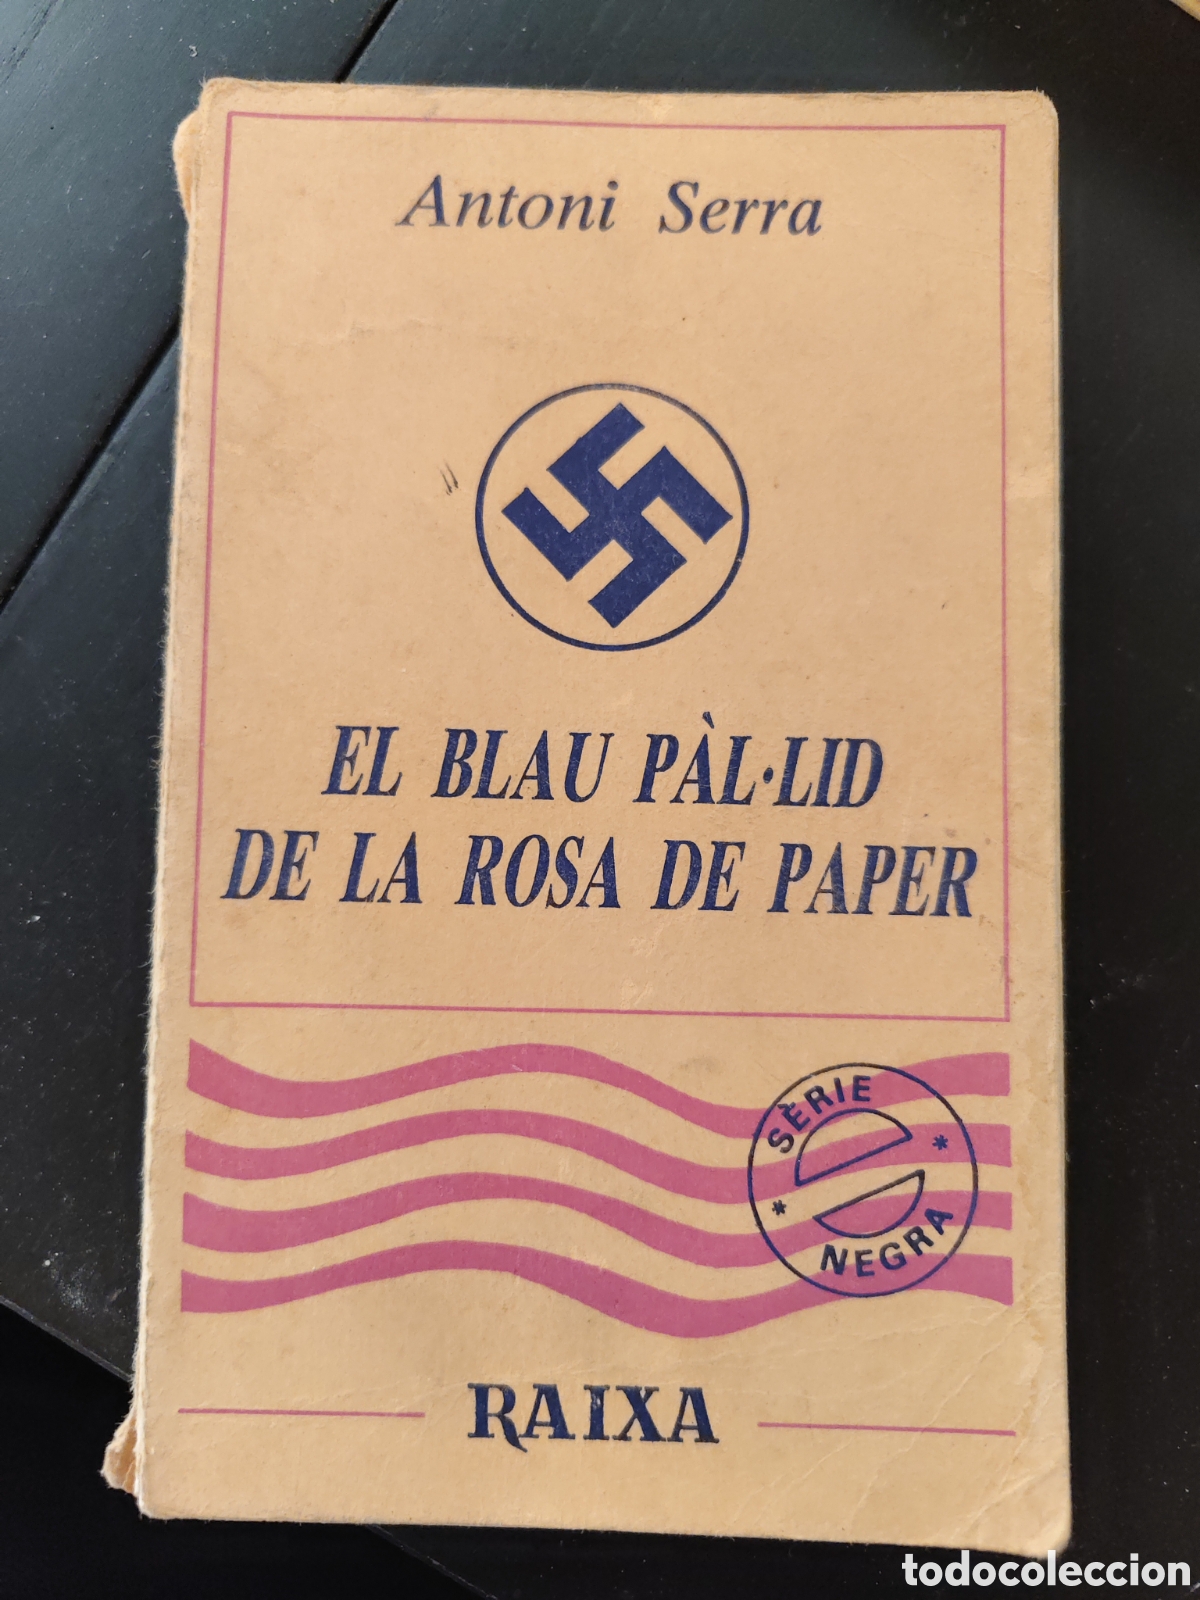 Antoni Serra
EL BLAU PÀL·LID
DE LA ROSA DE PAPER
* SÈRIE *
NEGRA
RAIXA
todocoleccion